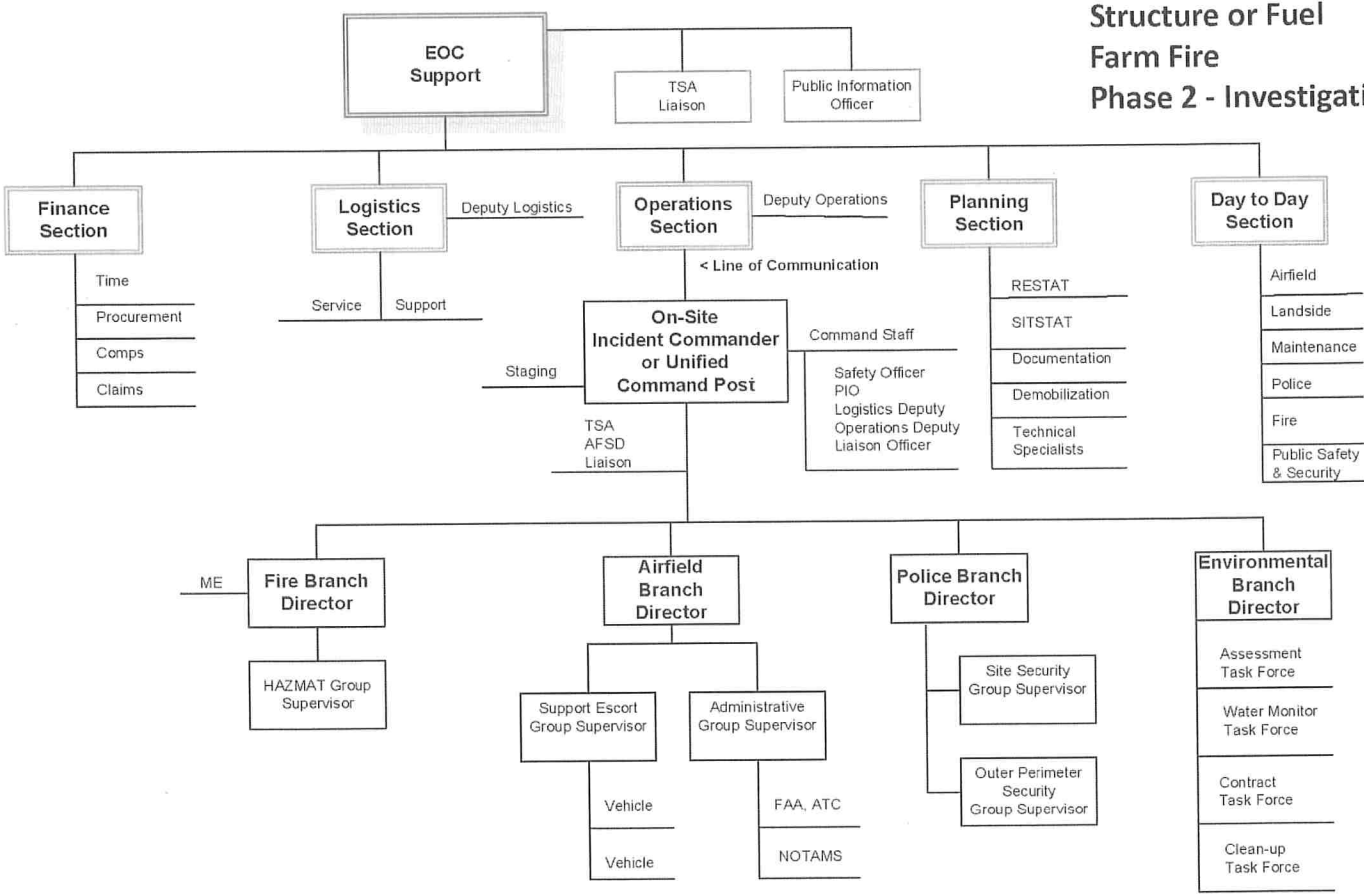 Structure or Fuel
Farm Fire
Phase 2 - Investigati
EOC
Support
TSA
Liaison
Public Information
Officer
Finance
Section
Time
Procurement
Comps
Claims
Logistics
Section
Deputy Logistics
Service
Support
Operations
Section
Deputy Operations
< Line of Communication
Planning
Section
RESTAT
SITSTAT
Documentation
Demobilization
Technical
Specialists
Day to Day
Section
Airfield
Landside
Maintenance
Police
Fire
Public Safety
& Security
On-Site
Incident Commander
or Unified
Command Post
Staging
Command Staff
Safety Officer
PIO
Logistics Deputy
Operations Deputy
Liaison Officer
TSA
AFSD
Liaison
ME
Fire Branch
Director
HAZMAT Group
Supervisor
Airfield
Branch
Director
Support Escort
Group Supervisor
Vehicle
Vehicle
Administrative
Group Supervisor
FAA, ATC
NOTAMS
Police Branch
Director
Site Security
Group Supervisor
Outer Perimeter
Security
Group Supervisor
Environmental
Branch
Director
Assessment
Task Force
Water Monitor
Task Force
Contract
Task Force
Clean-up
Task Force